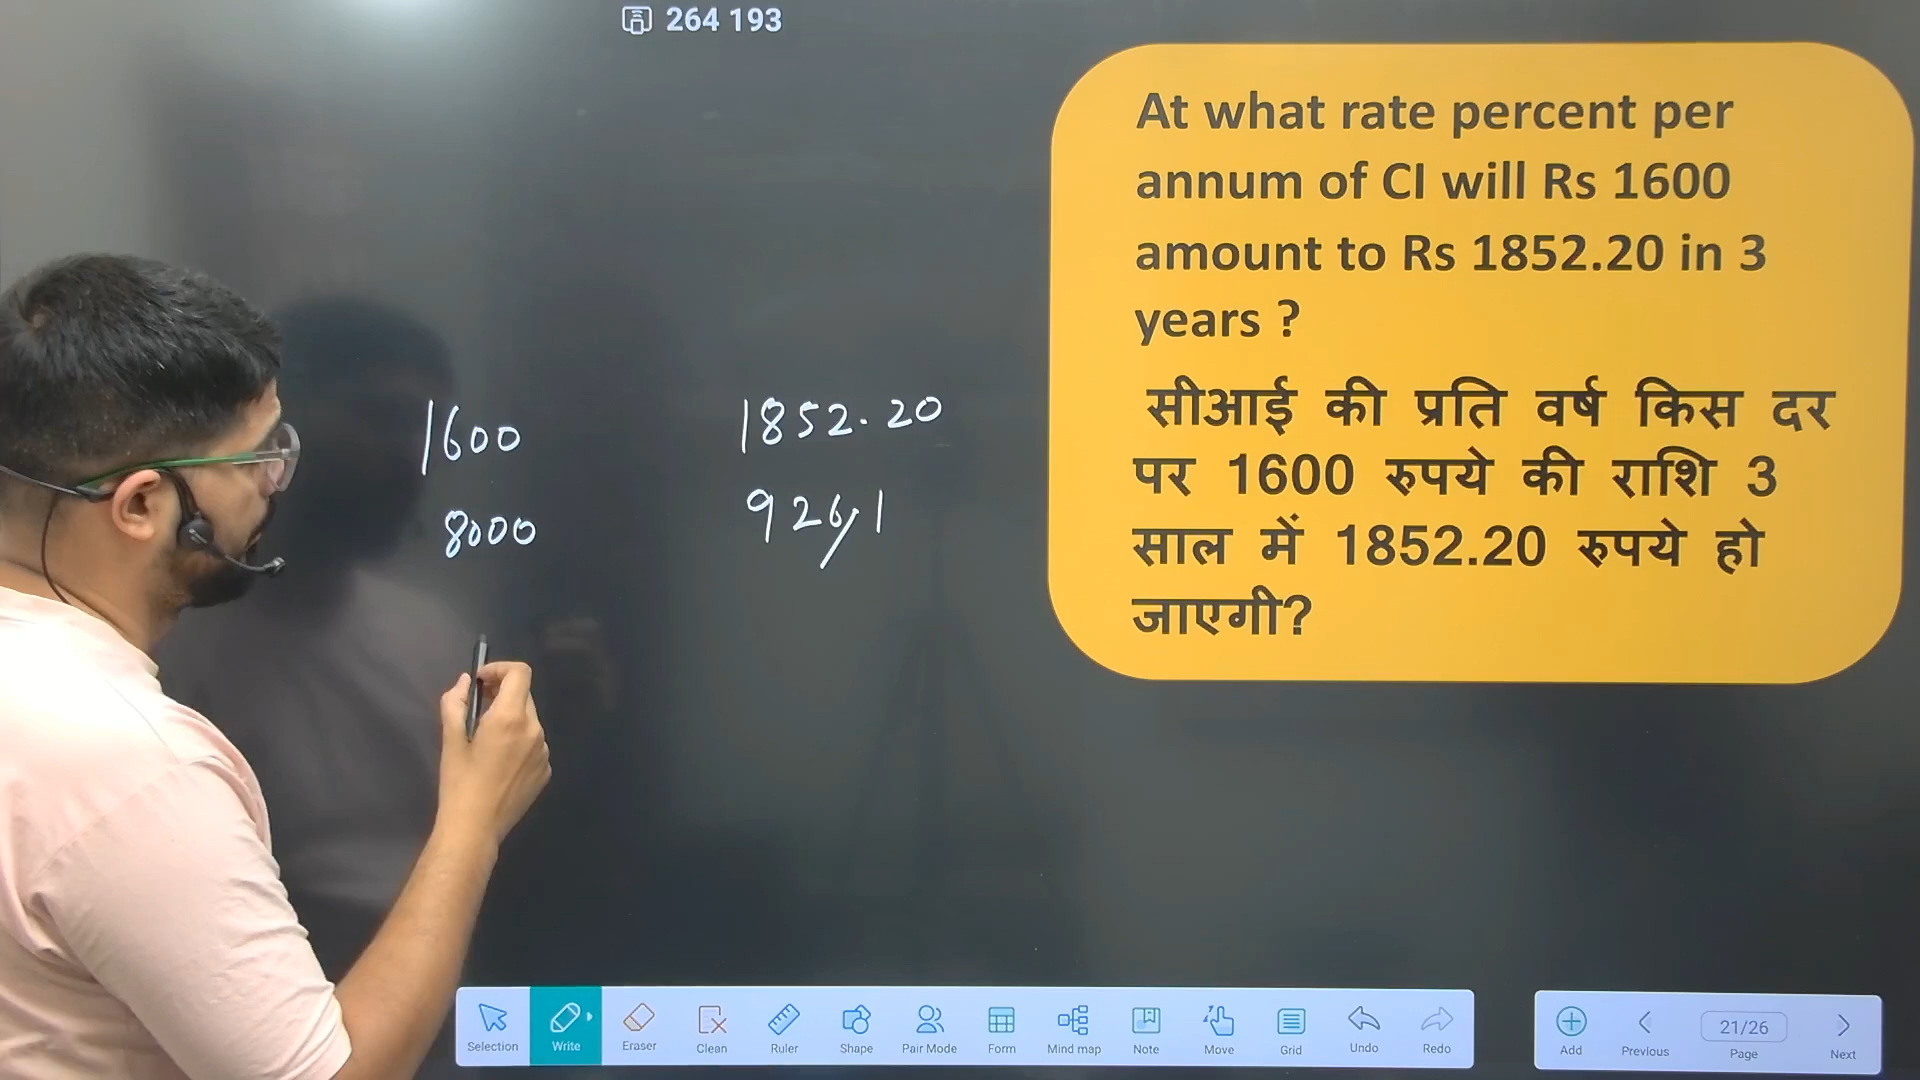 264 193
At what rate percent per
annum of CI will Rs 1600
amount to Rs 1852.20 in 3
years ?
सीआई की प्रति वर्ष किस दर
पर 1600 रुपये की राशि 3
साल में 1852.20 रुपये हो
जाएगी?
1600 1852.20
8000 926,1
Selection Write Eraser Clean Ruler Shape Pair Mode Form Mind map Note Move Grid Undo Redo
Add Previous 21/26 Page Next